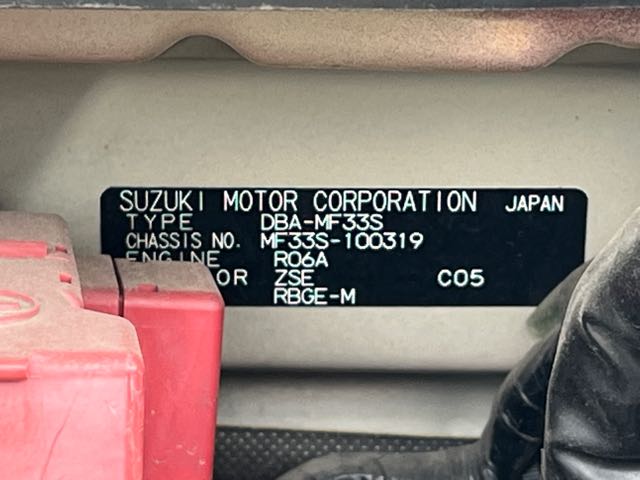 SUZUKI MOTOR CORPORATION JAPAN
TYPE DBA-MF33S
CHASSIS NO. MF33S-100319
ENGINE R06A
OR ZSE C05
RBGE-M